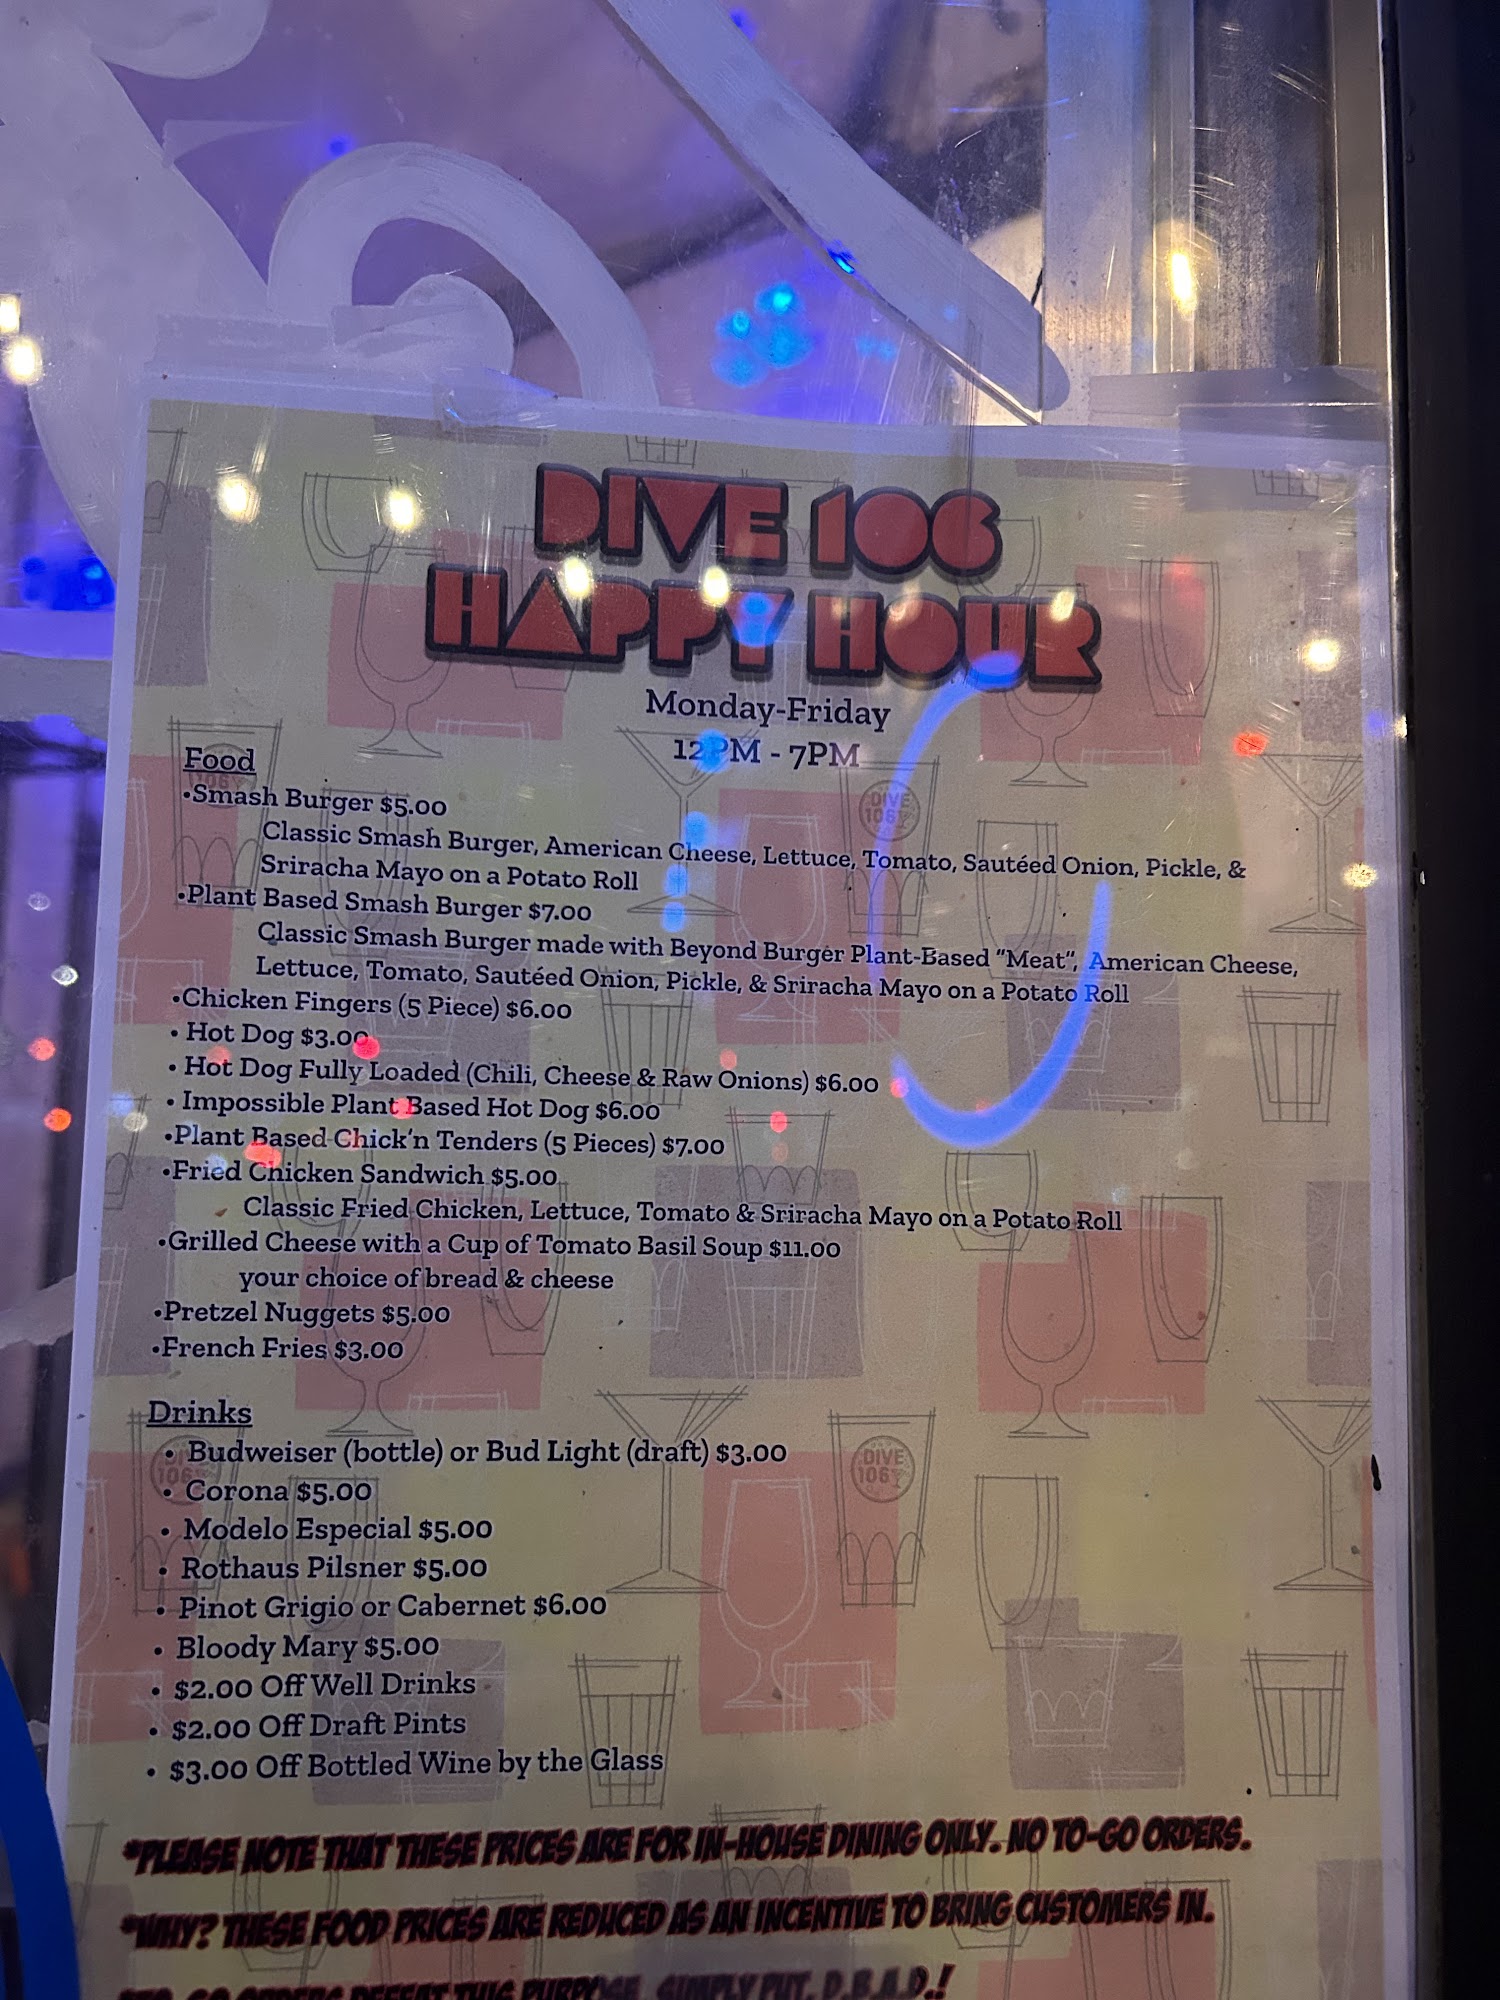 DIVE 106
HAPPY HOUR
Monday-Friday
12PM - 7PM
Food
•Smash Burger $5.00
Classic Smash Burger, American Cheese, Lettuce, Tomato, Sautéed Onion, Pickle, &
Sriracha Mayo on a Potato Roll
•Plant Based Smash Burger $7.00
Classic Smash Burger made with Beyond Burger Plant-Based "Meat", American Cheese,
Lettuce, Tomato, Sautéed Onion, Pickle, & Sriracha Mayo on a Potato Roll
•Chicken Fingers (5 Piece) $6.00
• Hot Dog $3.00
• Hot Dog Fully Loaded (Chili, Cheese & Raw Onions) $6.00
• Impossible Plant Based Hot Dog $6.00
•Plant Based Chick'n Tenders (5 Pieces) $7.00
•Fried Chicken Sandwich $5.00
Classic Fried Chicken, Lettuce, Tomato & Sriracha Mayo on a Potato Roll
•Grilled Cheese with a Cup of Tomato Basil Soup $11.00
your choice of bread & cheese
•Pretzel Nuggets $5.00
•French Fries $3.00
Drinks
• Budweiser (bottle) or Bud Light (draft) $3.00
• Corona $5.00
• Modelo Especial $5.00
• Rothaus Pilsner $5.00
• Pinot Grigio or Cabernet $6.00
• Bloody Mary $5.00
• $2.00 Off Well Drinks
• $2.00 Off Draft Pints
• $3.00 Off Bottled Wine by the Glass
*PLEASE NOTE THAT THESE PRICES ARE FOR IN-HOUSE DINING ONLY. NO TO-GO ORDERS.
*WHY? THESE FOOD PRICES ARE REDUCED AS AN INCENTIVE TO BRING CUSTOMERS IN.
*TO-GO ORDERS DEFEAT THIS PURPOSE. SIMPLY PUT, D.B.A.D.!